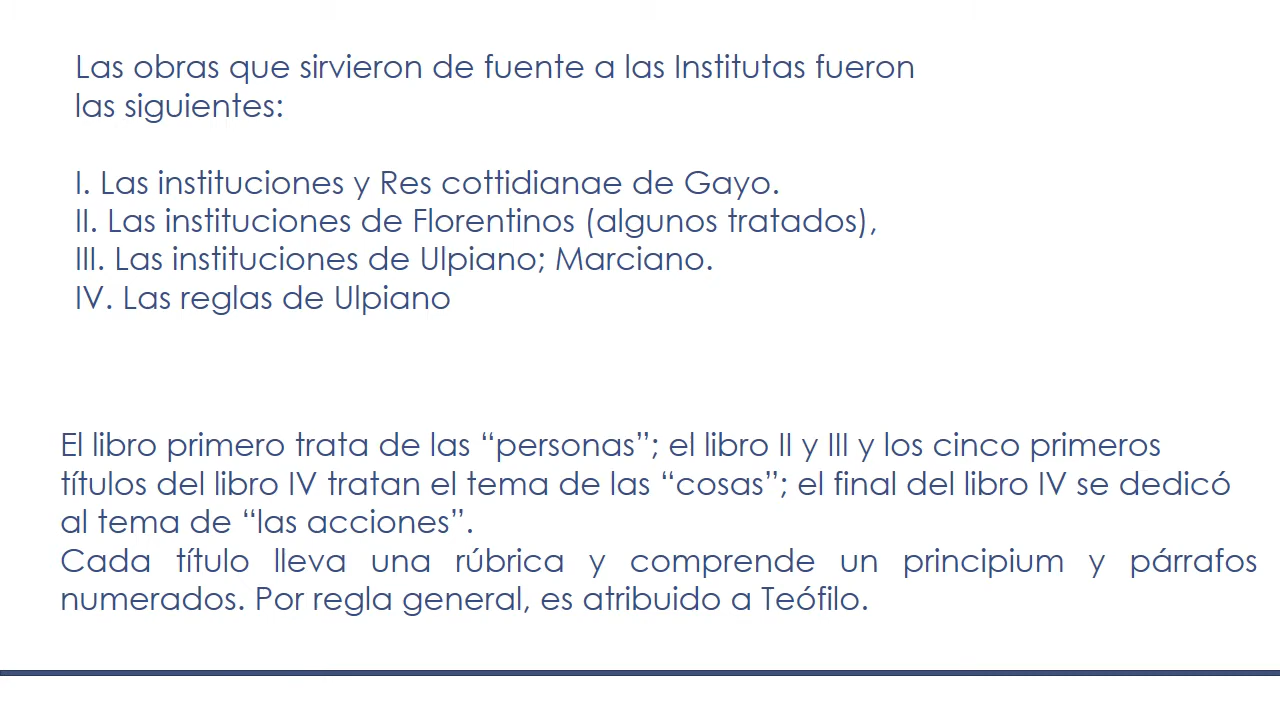 Las obras que sirvieron de fuente a las Institutas fueron
las siguientes:
I. Las instituciones y Res cottidianae de Gayo.
II. Las instituciones de Florentinos (algunos tratados),
III. Las instituciones de Ulpiano; Marciano.
IV. Las reglas de Ulpiano
El libro primero trata de las “personas”; el libro II y III y los cinco primeros
títulos del libro IV tratan el tema de las “cosas”; el final del libro IV se dedicó
al tema de “las acciones”.
Cada título lleva una rúbrica y comprende un principium y párrafos
numerados. Por regla general, es atribuido a Teófilo.